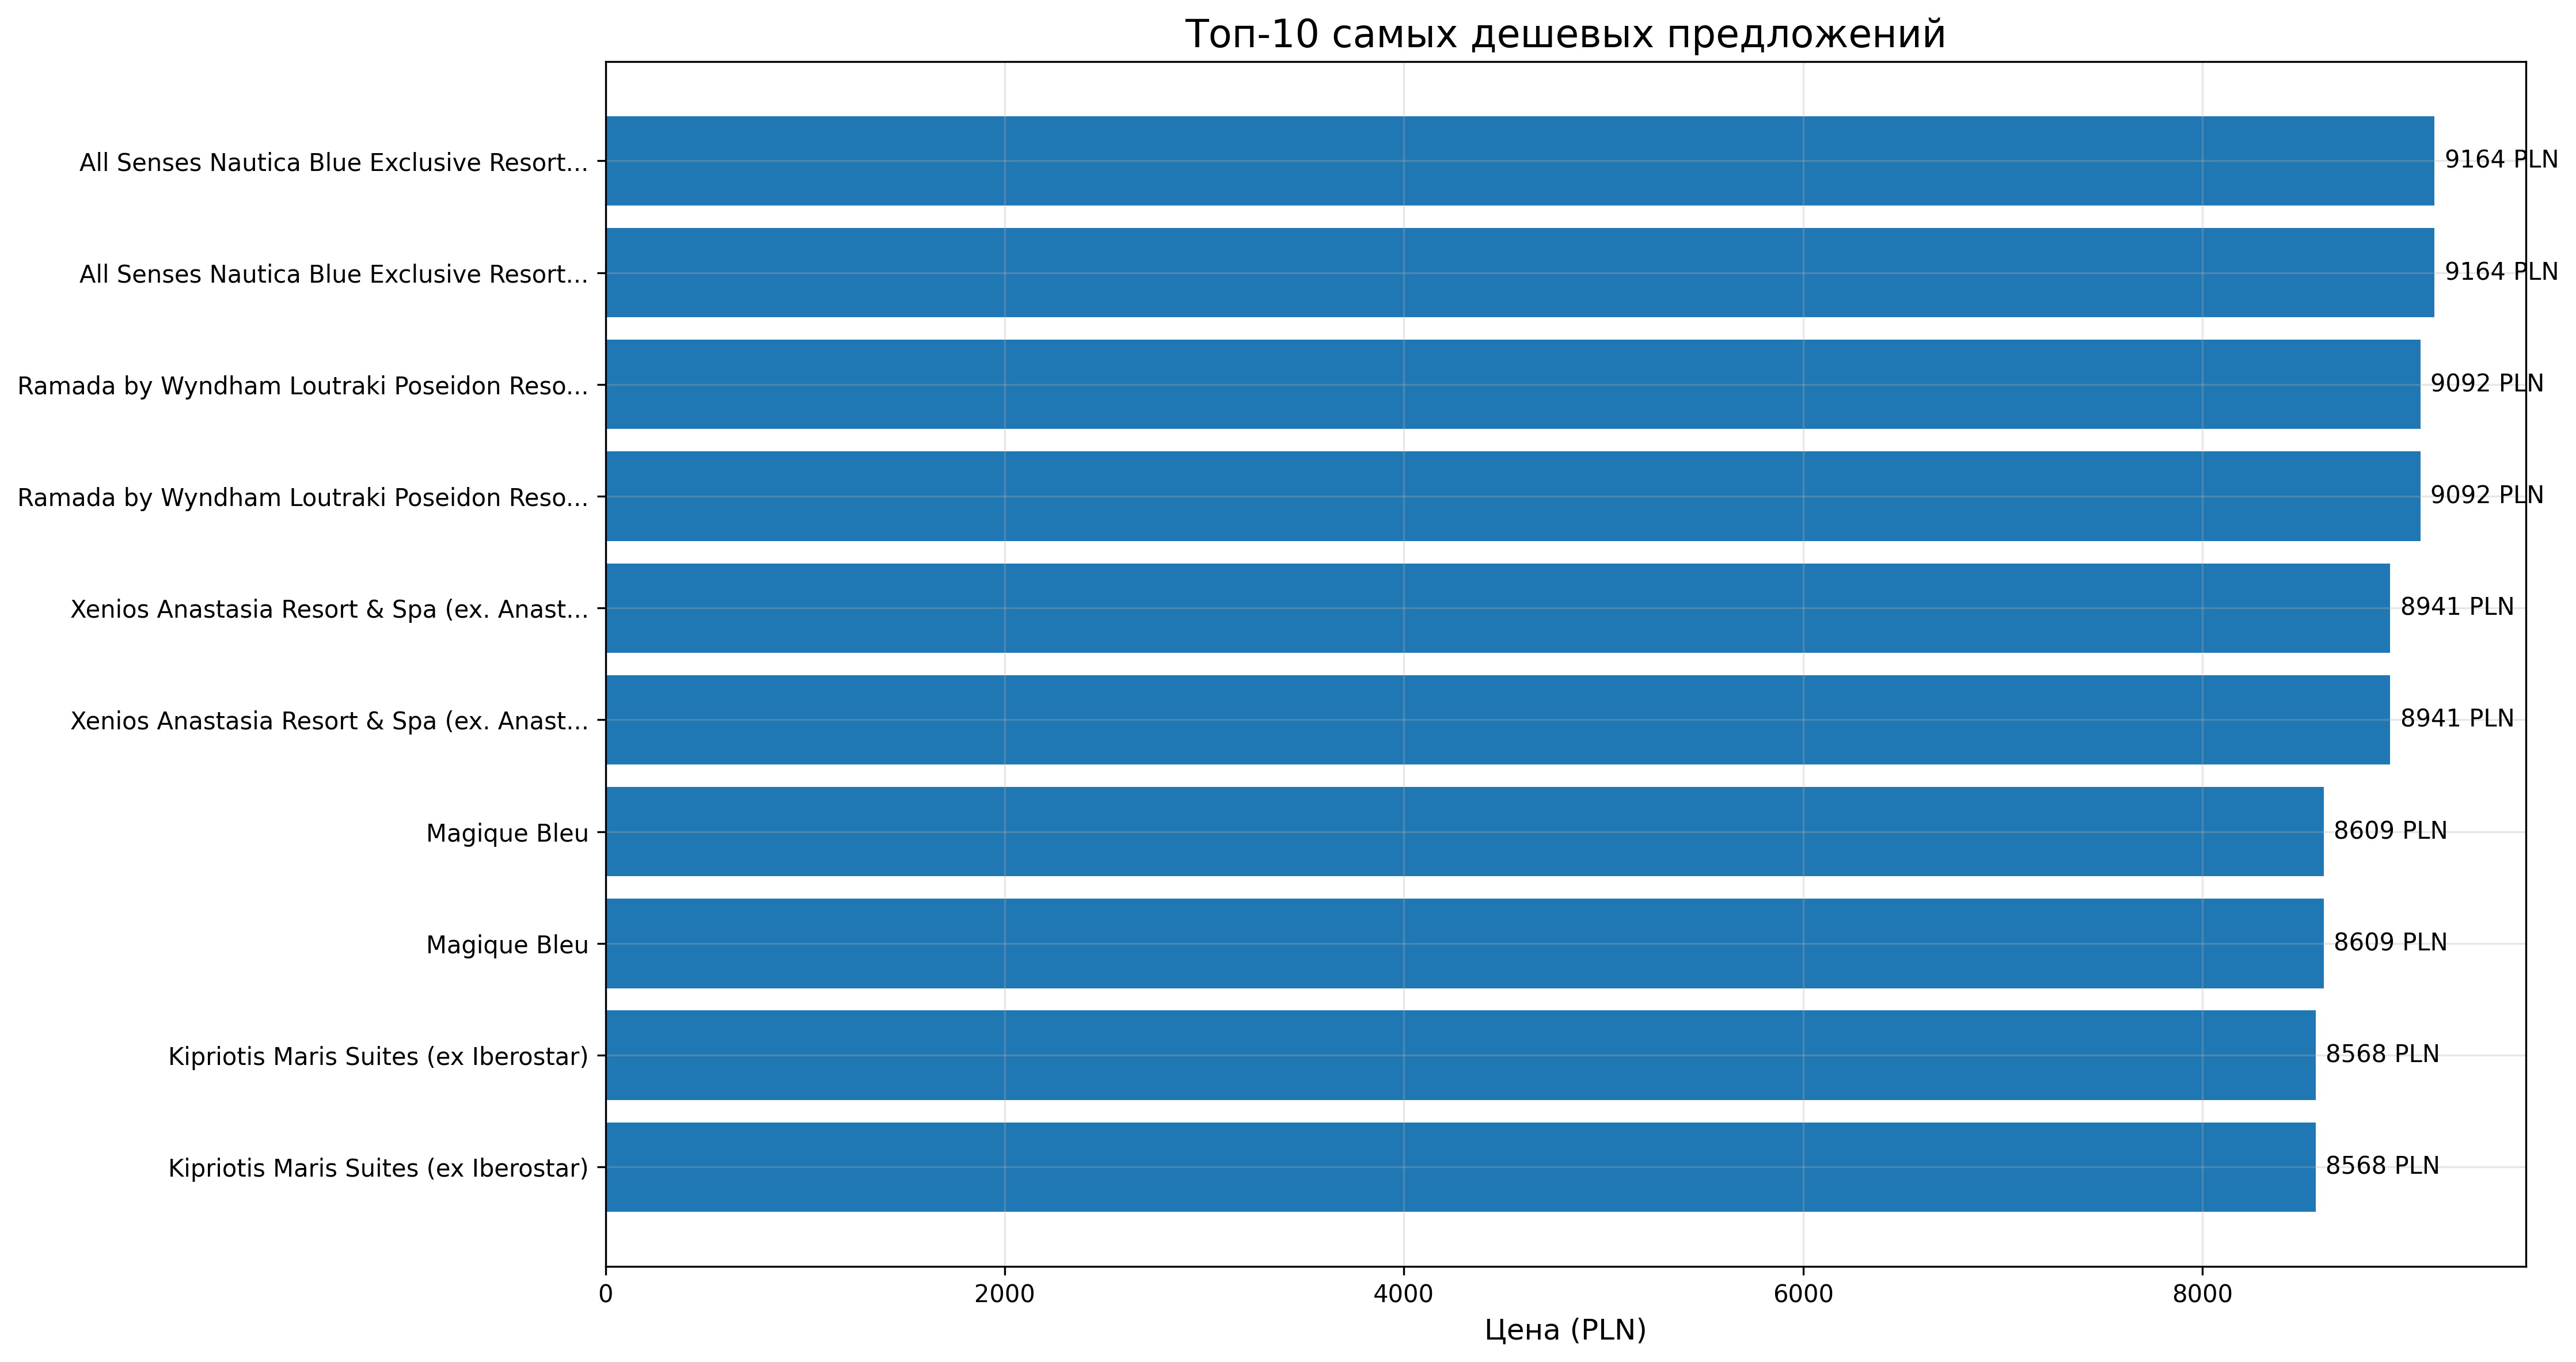 Топ-10 самых дешевых предложений
All Senses Nautica Blue Exclusive Resort... 9164 PLN
All Senses Nautica Blue Exclusive Resort... 9164 PLN
Ramada by Wyndham Loutraki Poseidon Reso... 9092 PLN
Ramada by Wyndham Loutraki Poseidon Reso... 9092 PLN
Xenios Anastasia Resort & Spa (ex. Anast... 8941 PLN
Xenios Anastasia Resort & Spa (ex. Anast... 8941 PLN
Magique Bleu 8609 PLN
Magique Bleu 8609 PLN
Kipriotis Maris Suites (ex Iberostar) 8568 PLN
Kipriotis Maris Suites (ex Iberostar) 8568 PLN
0 2000 4000 6000 8000
Цена (PLN)